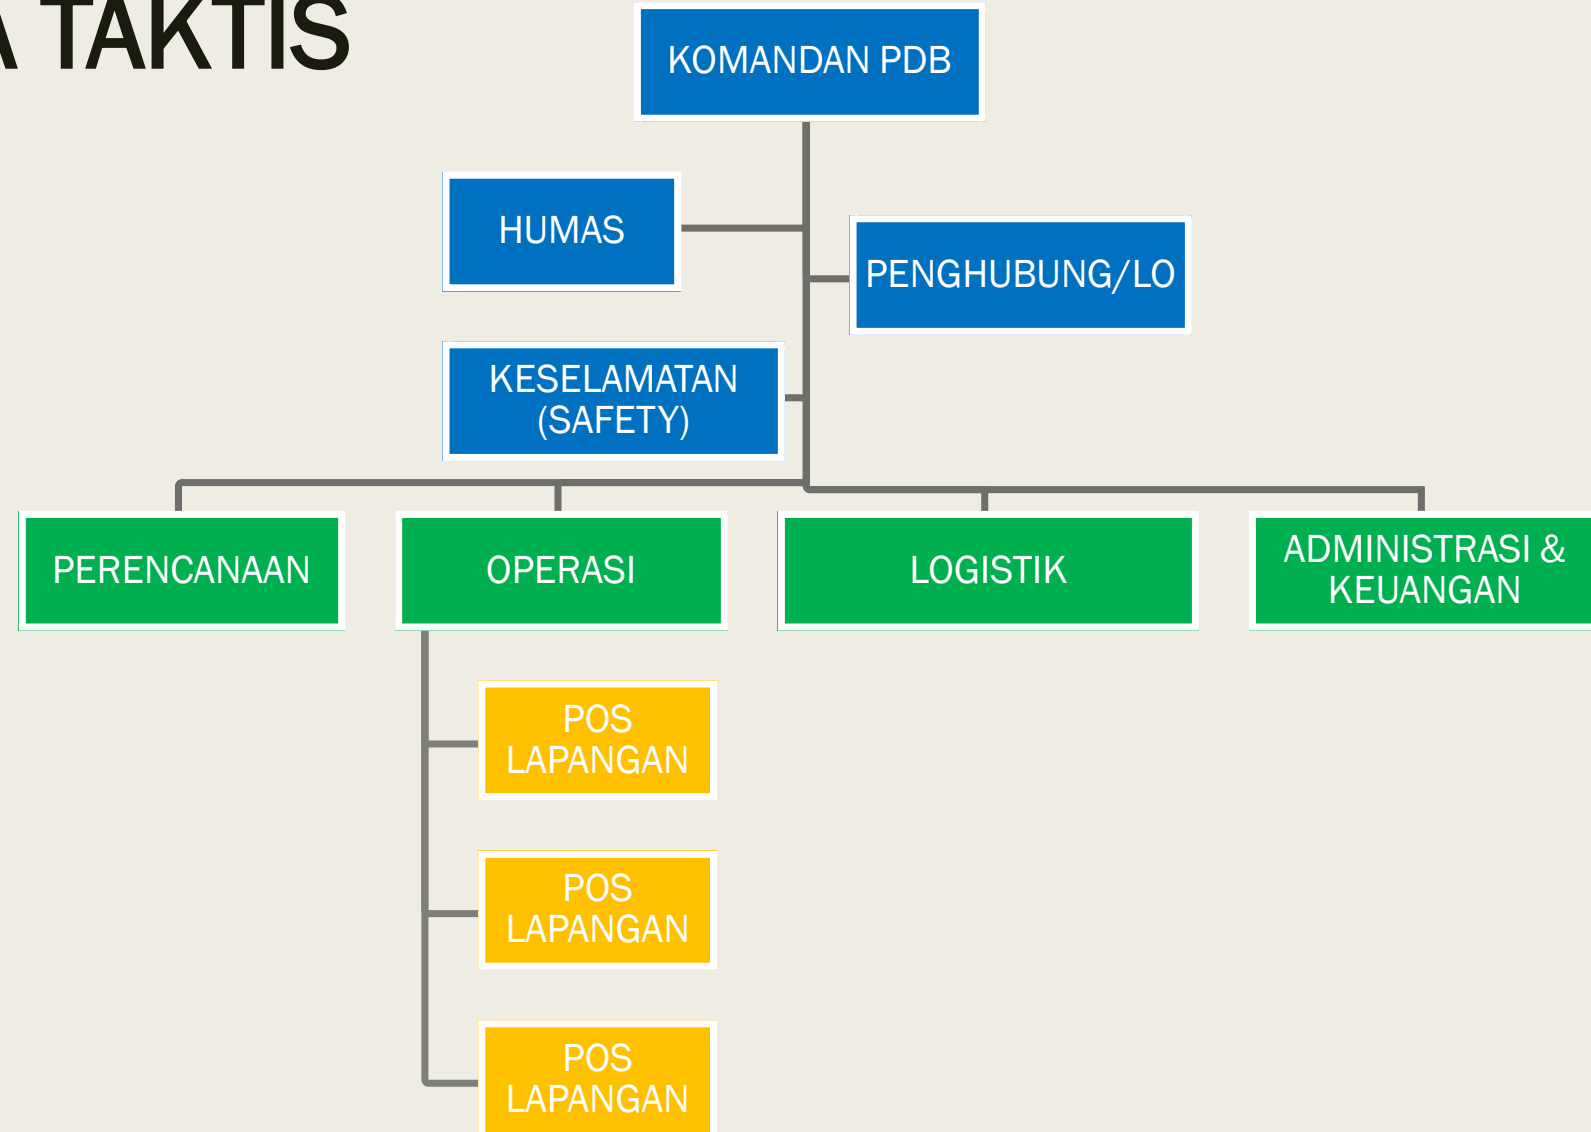 A TAKTIS
KOMANDAN PDB
HUMAS
PENGHUBUNG/LO
KESELAMATAN
(SAFETY)
PERENCANAAN
OPERASI
LOGISTIK
ADMINISTRASI &
KEUANGAN
POS
LAPANGAN
POS
LAPANGAN
POS
LAPANGAN